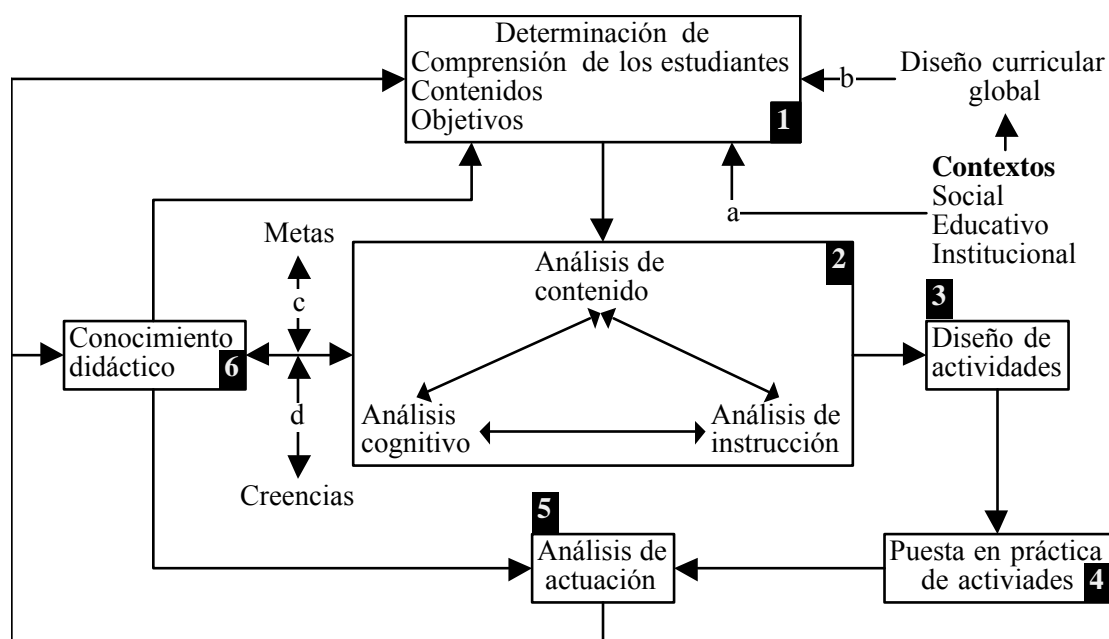 Determinación de
Comprensión de los estudiantes
Contenidos
Objetivos
1
b
Diseño curricular
global
Contextos
Social
Educativo
Institucional
a
Metas
c
Conocimiento
didáctico
6
d
Creencias
2
Análisis de
contenido
Análisis
cognitivo
Análisis de
instrucción
3
Diseño de
actividades
5
Análisis de
actuación
Puesta en práctica
de activiades
4